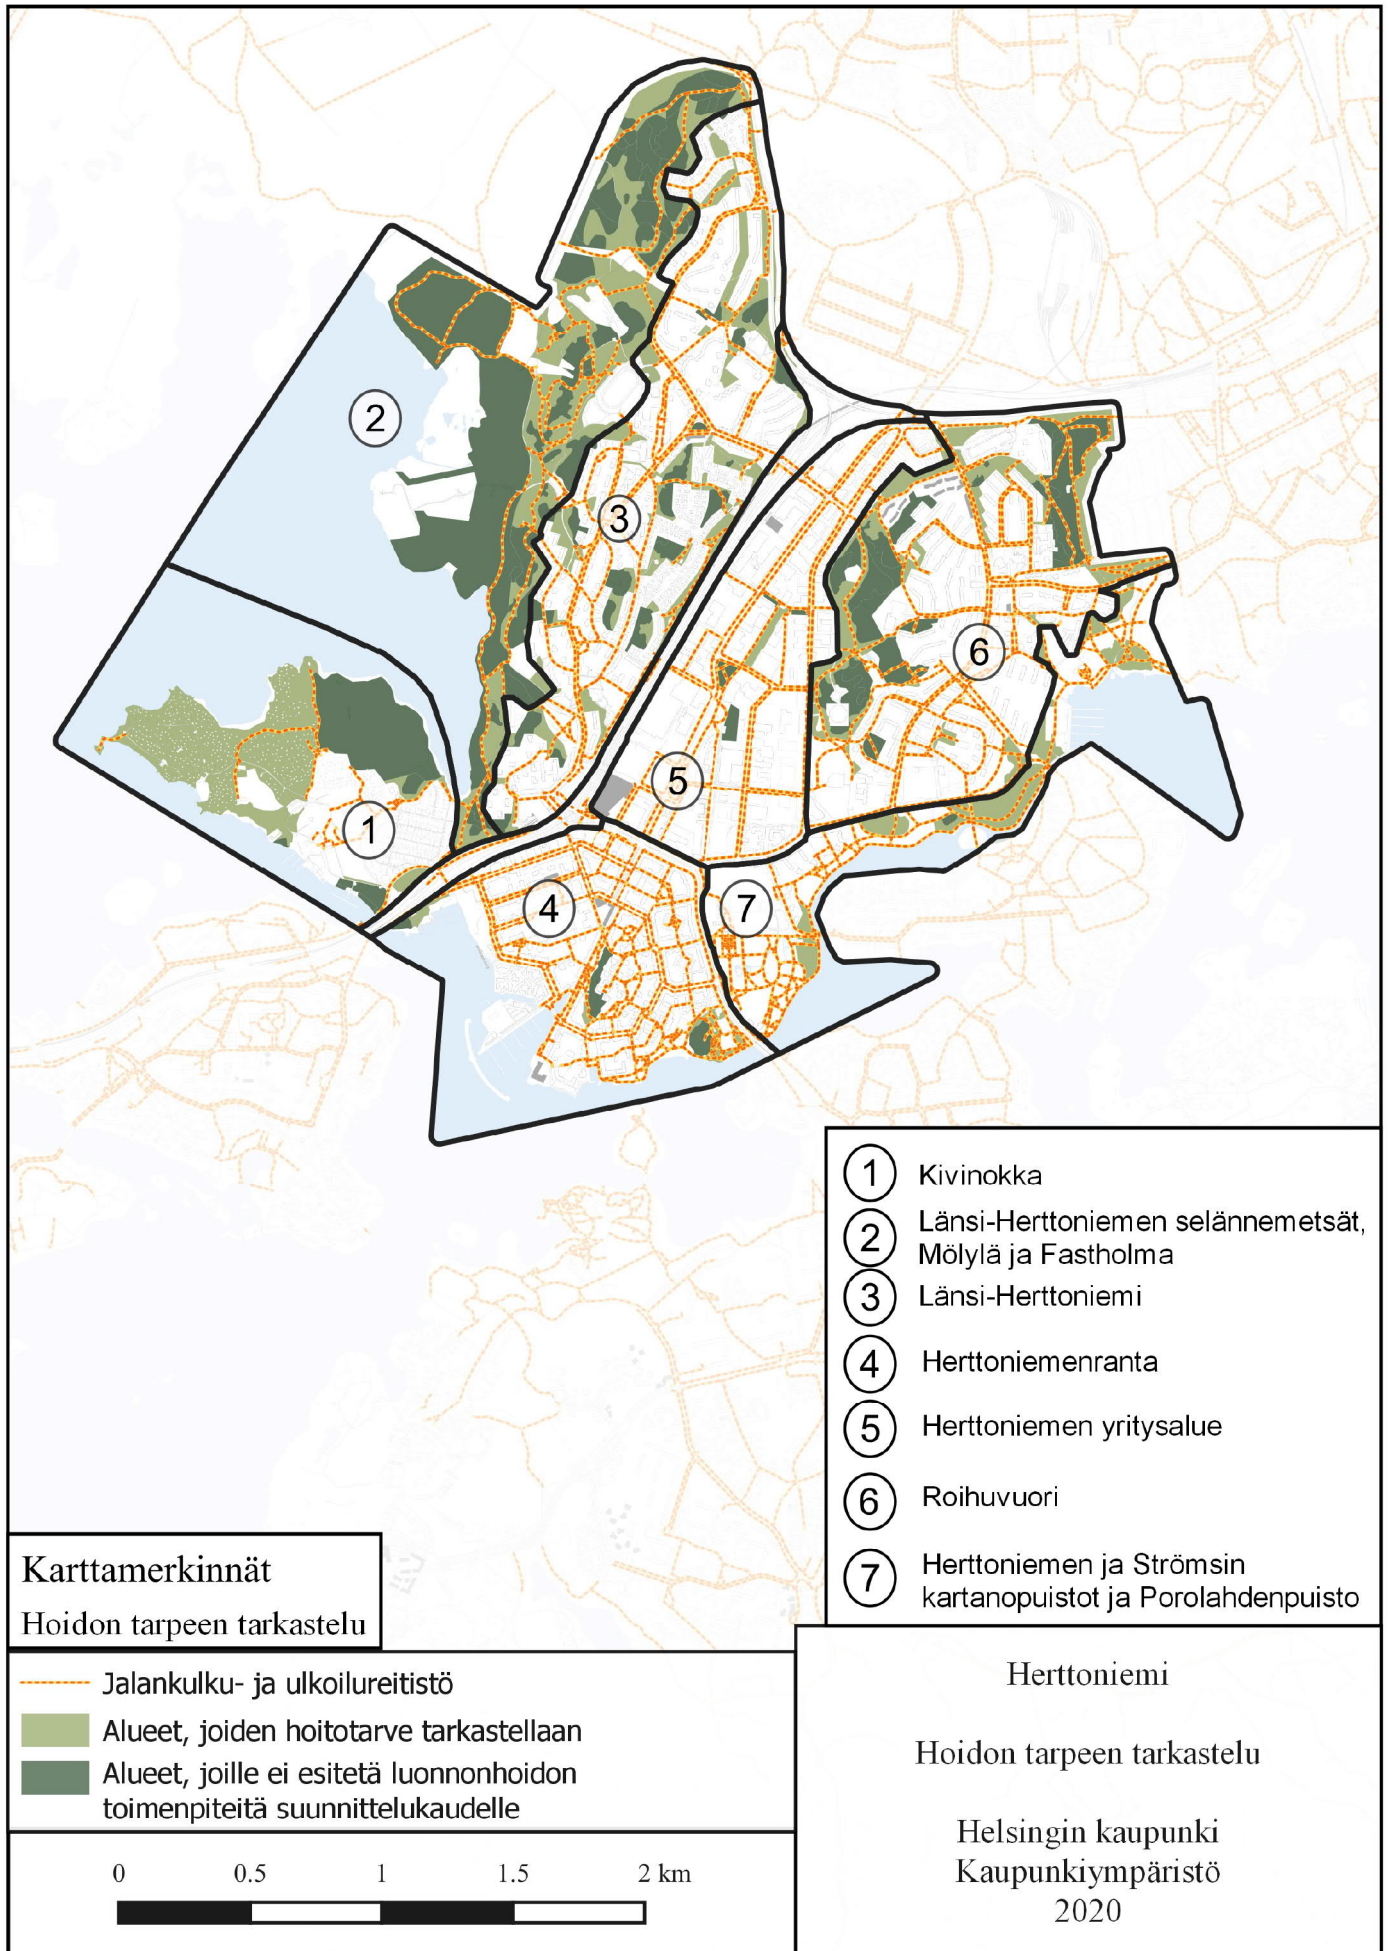 2
3
6
5
1
4
7
1 Kivinokka
2 Länsi-Herttoniemen selännemetsät,
Mölylä ja Fastholma
3 Länsi-Herttoniemi
4 Herttoniemenranta
5 Herttoniemen yritysalue
6 Roihuvuori
7 Herttoniemen ja Strömsin
kartanopuistot ja Porolahdenpuisto
Karttamerkinnät
Hoidon tarpeen tarkastelu
Jalankulku- ja ulkoilureitistö
Alueet, joiden hoitotarve tarkastellaan
Alueet, joille ei esitetä luonnonhoidon
toimenpiteitä suunnittelukaudelle
0 0.5 1 1.5 2 km
Herttoniemi
Hoidon tarpeen tarkastelu
Helsingin kaupunki
Kaupunkiympäristö
2020